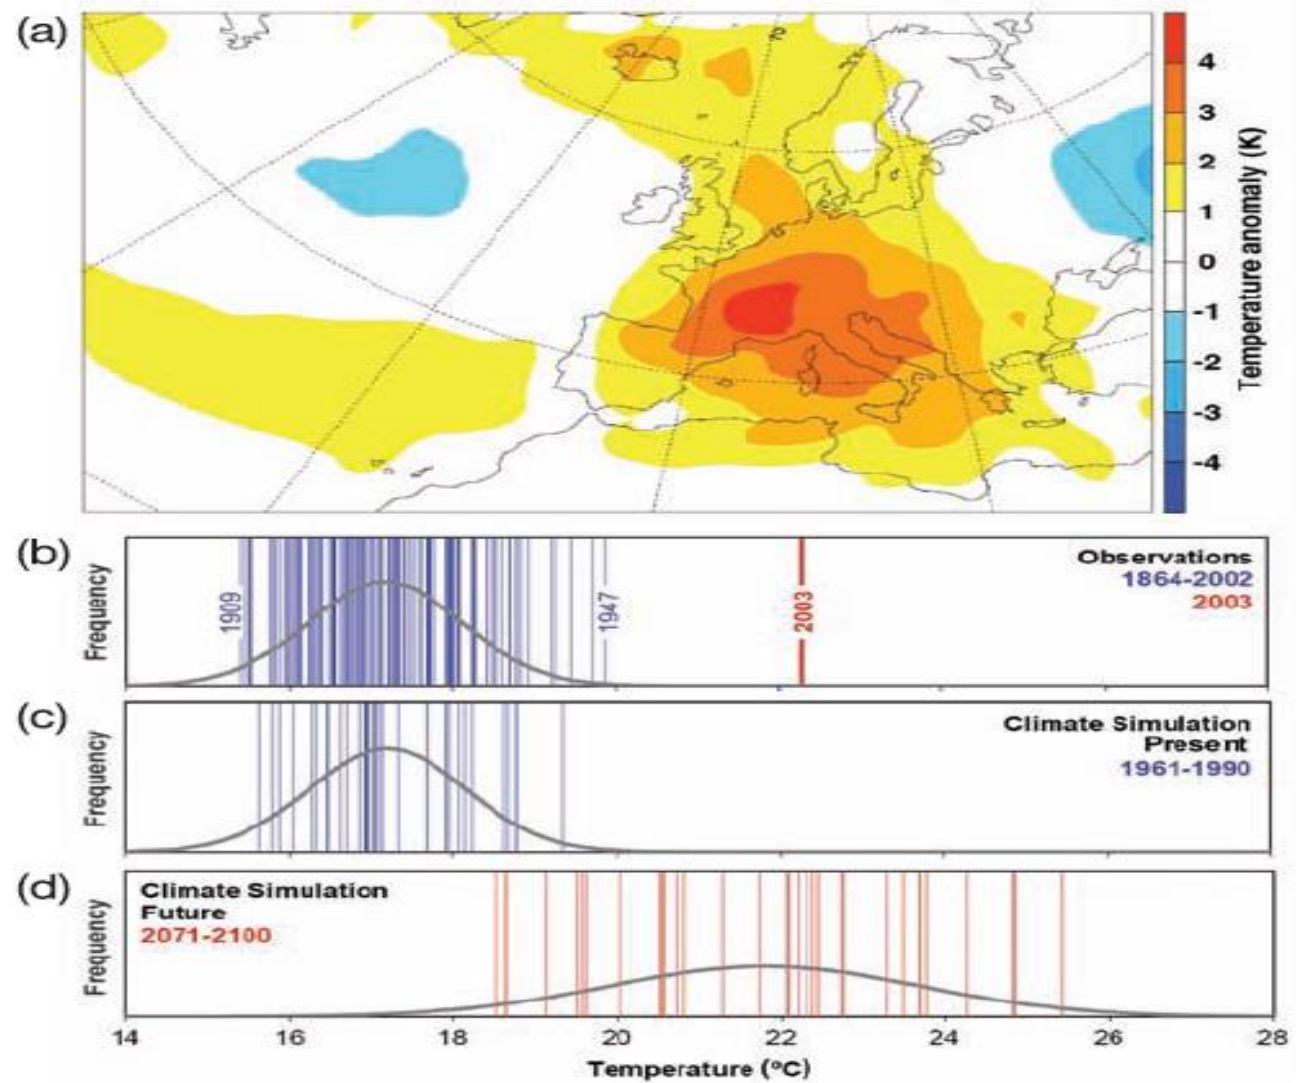 (a)
4
3
2
1
0
-1
-2
-3
-4
Temperature anomaly (K)
(b)
Frequency
1909
1947
2003
Observations
1864-2002
2003
(c)
Frequency
Climate Simulation
Present
1961-1990
(d)
Frequency
Climate Simulation
Future
2071-2100
14 16 18 20 22 24 26 28
Temperature (°C)